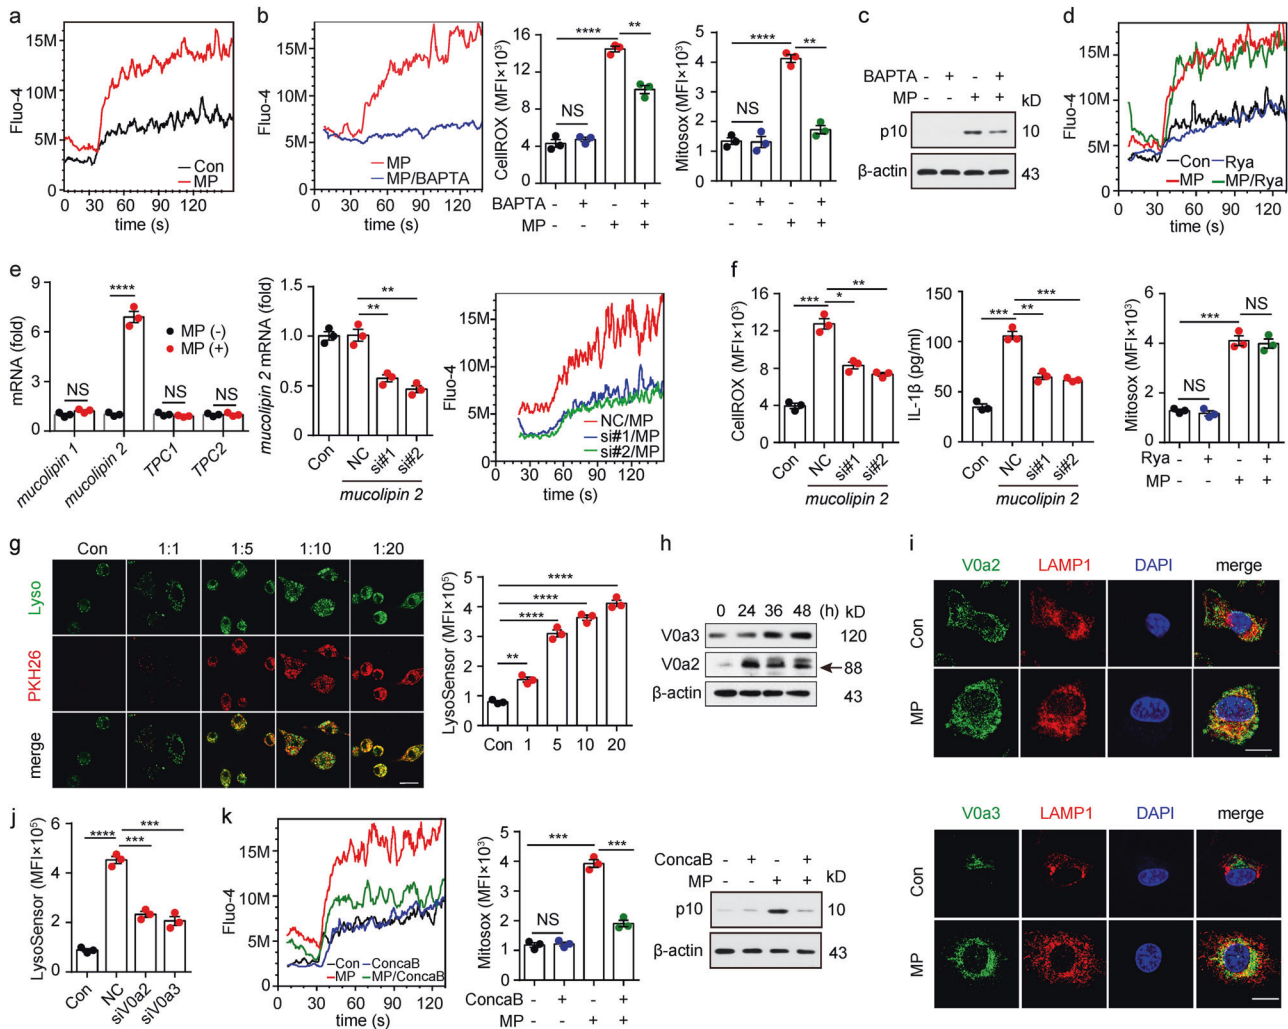 a
Fluo-4
15M
10M
5M
0
Con
MP
0 30 60 90 120
time (s)
b
Fluo-4
15M
10M
5M
0
MP
MP/BAPTA
0 30 60 90 120
time (s)
CellROX (MFI×10³)
16
12
8
4
0
**** **
NS
BAPTA - + - +
MP - - + +
Mitosox (MFI×10³)
5
4
3
2
1
0
**** **
NS
BAPTA - + - +
MP - - + +
c
BAPTA - + - +
MP - - + + kD
p10 10
β-actin 43
d
Fluo-4
15M
10M
5M
0
Con Rya
MP MP/Rya
0 30 60 90 120
time (s)
e
mRNA (fold)
9
6
3
1
0
****
MP (-)
MP (+)
NS NS NS
mucolipin 1 mucolipin 2 TPC1 TPC2
mucolipin 2 mRNA (fold)
1.5
1.0
0.5
0.0
**
**
Con NC si#1 si#2
mucolipin 2
Fluo-4
15M
10M
5M
0
NC/MP
si#1/MP
si#2/MP
0 30 60 90 120
time (s)
f
CellROX (MFI×10³)
16
12
8
4
0
**
*** *
Con NC si#1 si#2
mucolipin 2
IL-1β (pg/ml)
150
100
50
0
***
*** **
Con NC si#1 si#2
mucolipin 2
Mitosox (MFI×10³)
6
4
2
0
NS
***
NS
Rya - + - +
MP - - + +
g
Con 1:1 1:5 1:10 1:20
Lyso
PKH26
merge
LysoSensor (MFI×10⁵)
5
4
3
2
1
0
****
****
****
**
Con 1 5 10 20
h
0 24 36 48 (h) kD
V0a3 120
V0a2 88
β-actin 43
i
V0a2 LAMP1 DAPI merge
Con
MP
V0a3 LAMP1 DAPI merge
Con
MP
j
LysoSensor (MFI×10⁵)
6
4
2
0
***
**** ***
Con NC siV0a2 siV0a3
k
Fluo-4
15M
10M
5M
0
Con ConcaB
MP MP/ConcaB
0 30 60 90 120
time (s)
Mitosox (MFI×10³)
5
4
3
2
1
0
*** ***
NS
ConcaB - + - +
MP - - + +
ConcaB - + - +
MP - - + + kD
p10 10
β-actin 43